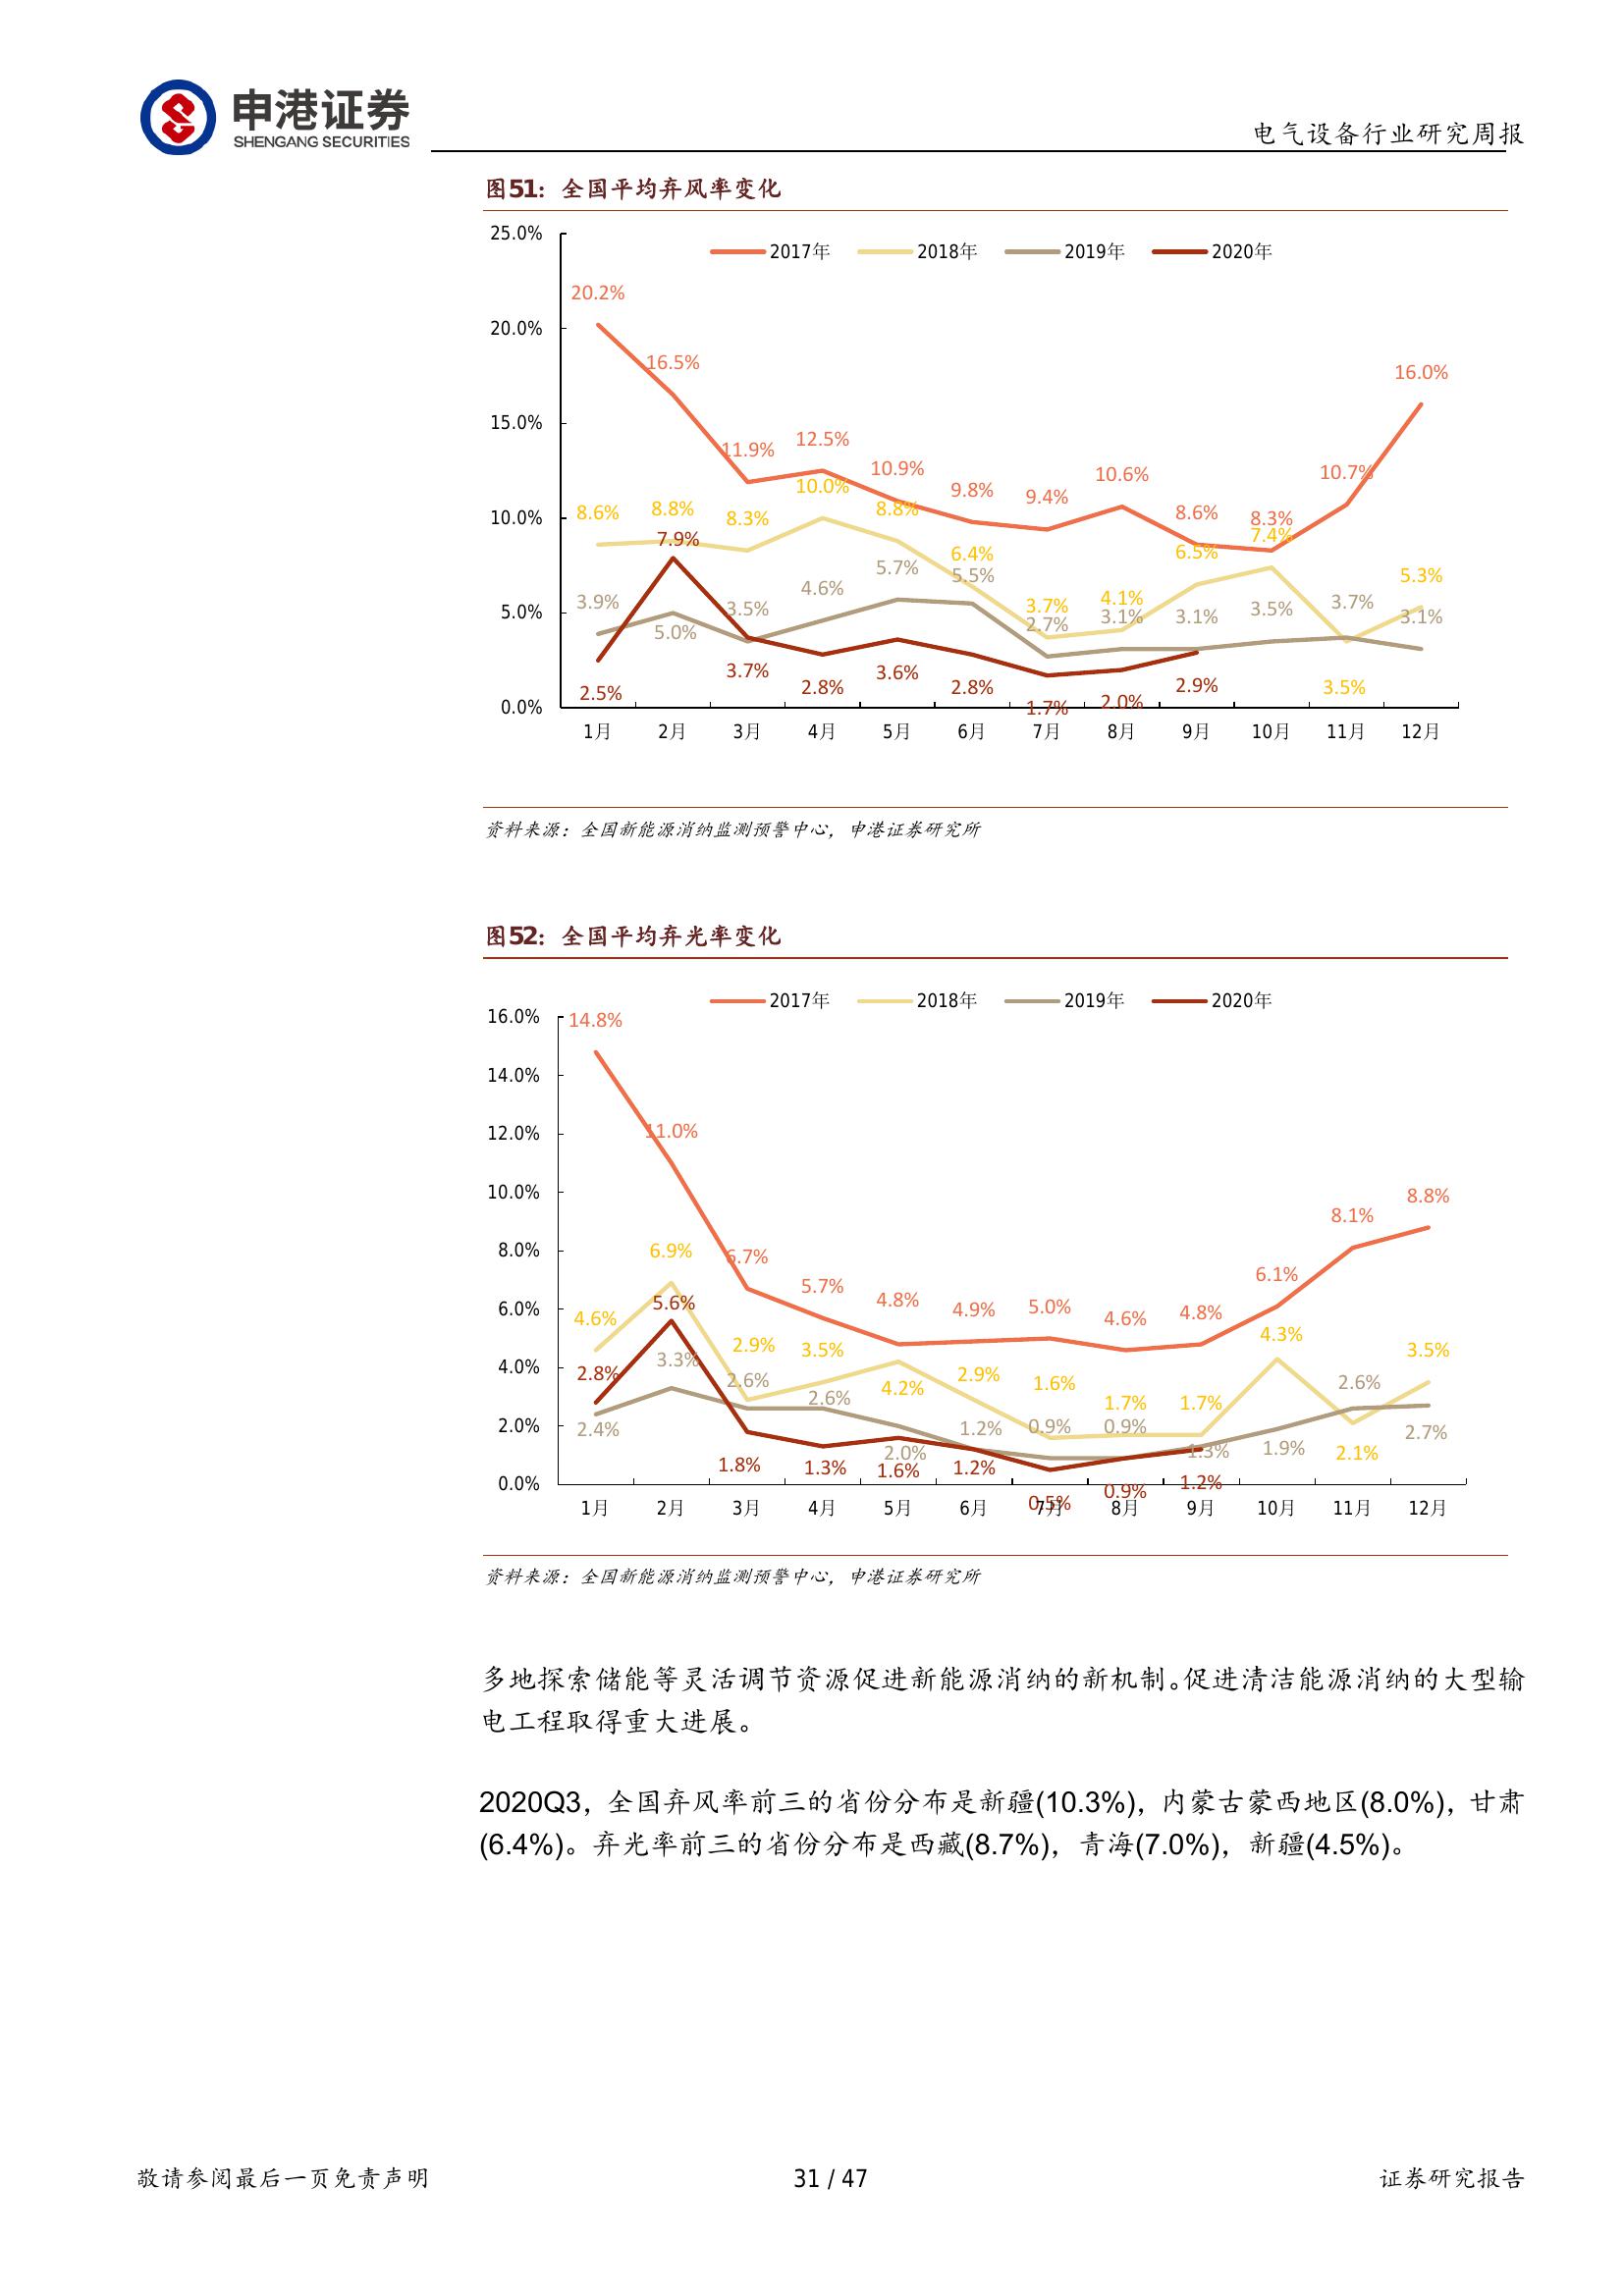 申港证券
SHENGANG SECURITIES
电气设备行业研究周报
图51：全国平均弃风率变化
25.0%
20.0%
15.0%
10.0%
5.0%
0.0%
2017年 2018年 2019年 2020年
20.2% 16.5% 11.9% 12.5% 10.9% 9.8% 9.4% 10.6% 8.6% 8.3% 10.7% 16.0%
8.6% 8.8% 8.3% 10.0% 8.8% 6.4% 3.7% 4.1% 6.5% 7.4% 3.5% 5.3%
3.9% 5.0% 3.5% 4.6% 5.7% 5.5% 2.7% 3.1% 3.1% 3.5% 3.7% 3.1%
2.5% 7.9% 3.7% 2.8% 3.6% 2.8% 1.7% 2.0% 2.9%
1月 2月 3月 4月 5月 6月 7月 8月 9月 10月 11月 12月
资料来源：全国新能源消纳监测预警中心，申港证券研究所
图52：全国平均弃光率变化
2017年 2018年 2019年 2020年
16.0%
14.0%
12.0%
10.0%
8.0%
6.0%
4.0%
2.0%
0.0%
14.8% 11.0% 6.7% 5.7% 4.8% 4.9% 5.0% 4.6% 4.8% 6.1% 8.1% 8.8%
4.6% 6.9% 2.9% 3.5% 4.2% 2.9% 1.6% 1.7% 1.7% 4.3% 2.1% 3.5%
2.4% 3.3% 2.6% 2.6% 2.0% 1.2% 0.9% 0.9% 1.3% 1.9% 2.6% 2.7%
2.8% 5.6% 1.8% 1.3% 1.6% 1.2% 0.5% 0.9% 1.2%
1月 2月 3月 4月 5月 6月 7月 8月 9月 10月 11月 12月
资料来源：全国新能源消纳监测预警中心，申港证券研究所
多地探索储能等灵活调节资源促进新能源消纳的新机制。促进清洁能源消纳的大型输
电工程取得重大进展。
2020Q3，全国弃风率前三的省份分布是新疆(10.3%)，内蒙古蒙西地区(8.0%)，甘肃
(6.4%)。弃光率前三的省份分布是西藏(8.7%)，青海(7.0%)，新疆(4.5%)。
敬请参阅最后一页免责声明
31 / 47
证券研究报告